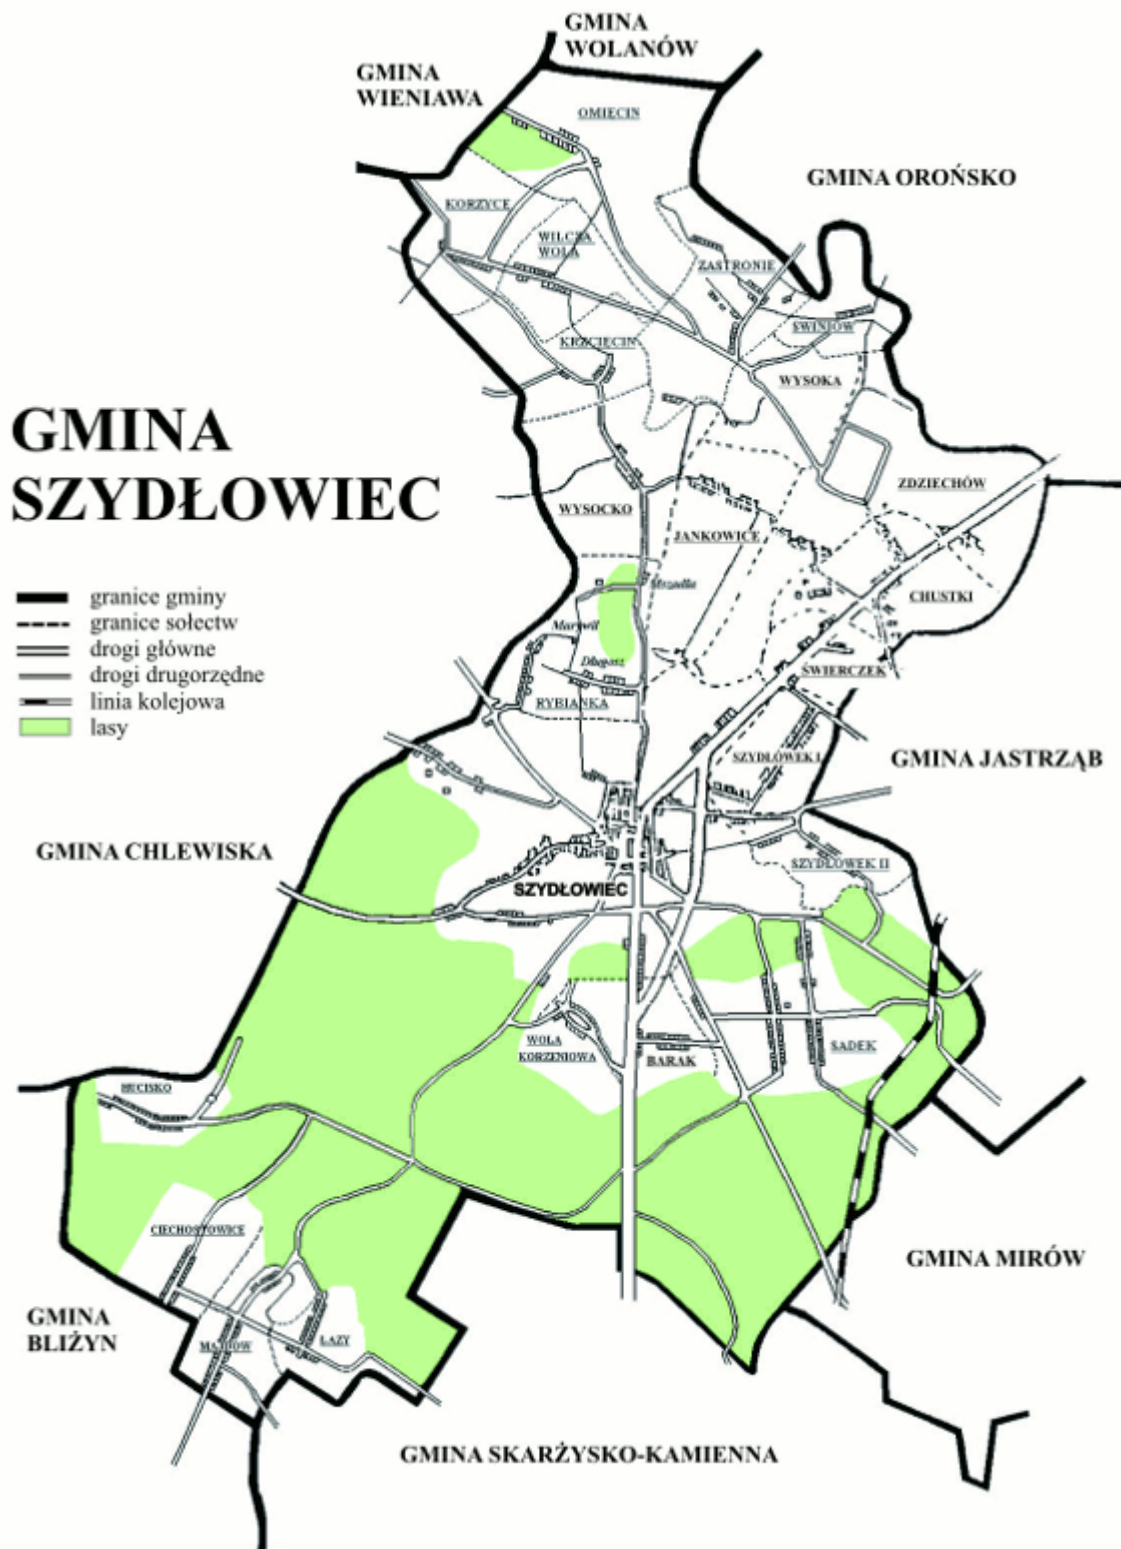 GMINA
WOLANÓW
GMINA
WIENIAWA
OMIĘCIN
GMINA OROŃSKO
KORZYCE
WILCZA
WOLA
ZASTRONIE
ŚWINIÓW
KRZCIĘCIN
WYSOKA
GMINA
SZYDŁOWIEC
ZDZIECHÓW
WYSOCKO
JANKOWICE
granice gminy
granice sołectw
drogi główne
drogi drugorzędne
linia kolejowa
lasy
CHUSTKI
Marywil
Długosz
ŚWIERCZEK
RYBIANKA
SZYDŁÓWEK I
GMINA JASTRZĄB
GMINA CHLEWISKA
SZYDŁÓWEK II
SZYDŁOWIEC
WOLA
KORZENIOWA
BARAK
SADEK
HUCISKO
CIECHOSTOWICE
GMINA MIRÓW
GMINA
BLIŻYN
MAJDÓW
ŁAZY
GMINA SKARŻYSKO-KAMIENNA